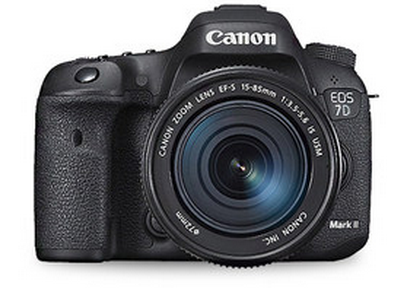 Canon
EOS
7D
CANON ZOOM LENS EF-S 15-85mm 1:3.5-5.6 IS USM
ø72mm
CANON INC.
Mark II